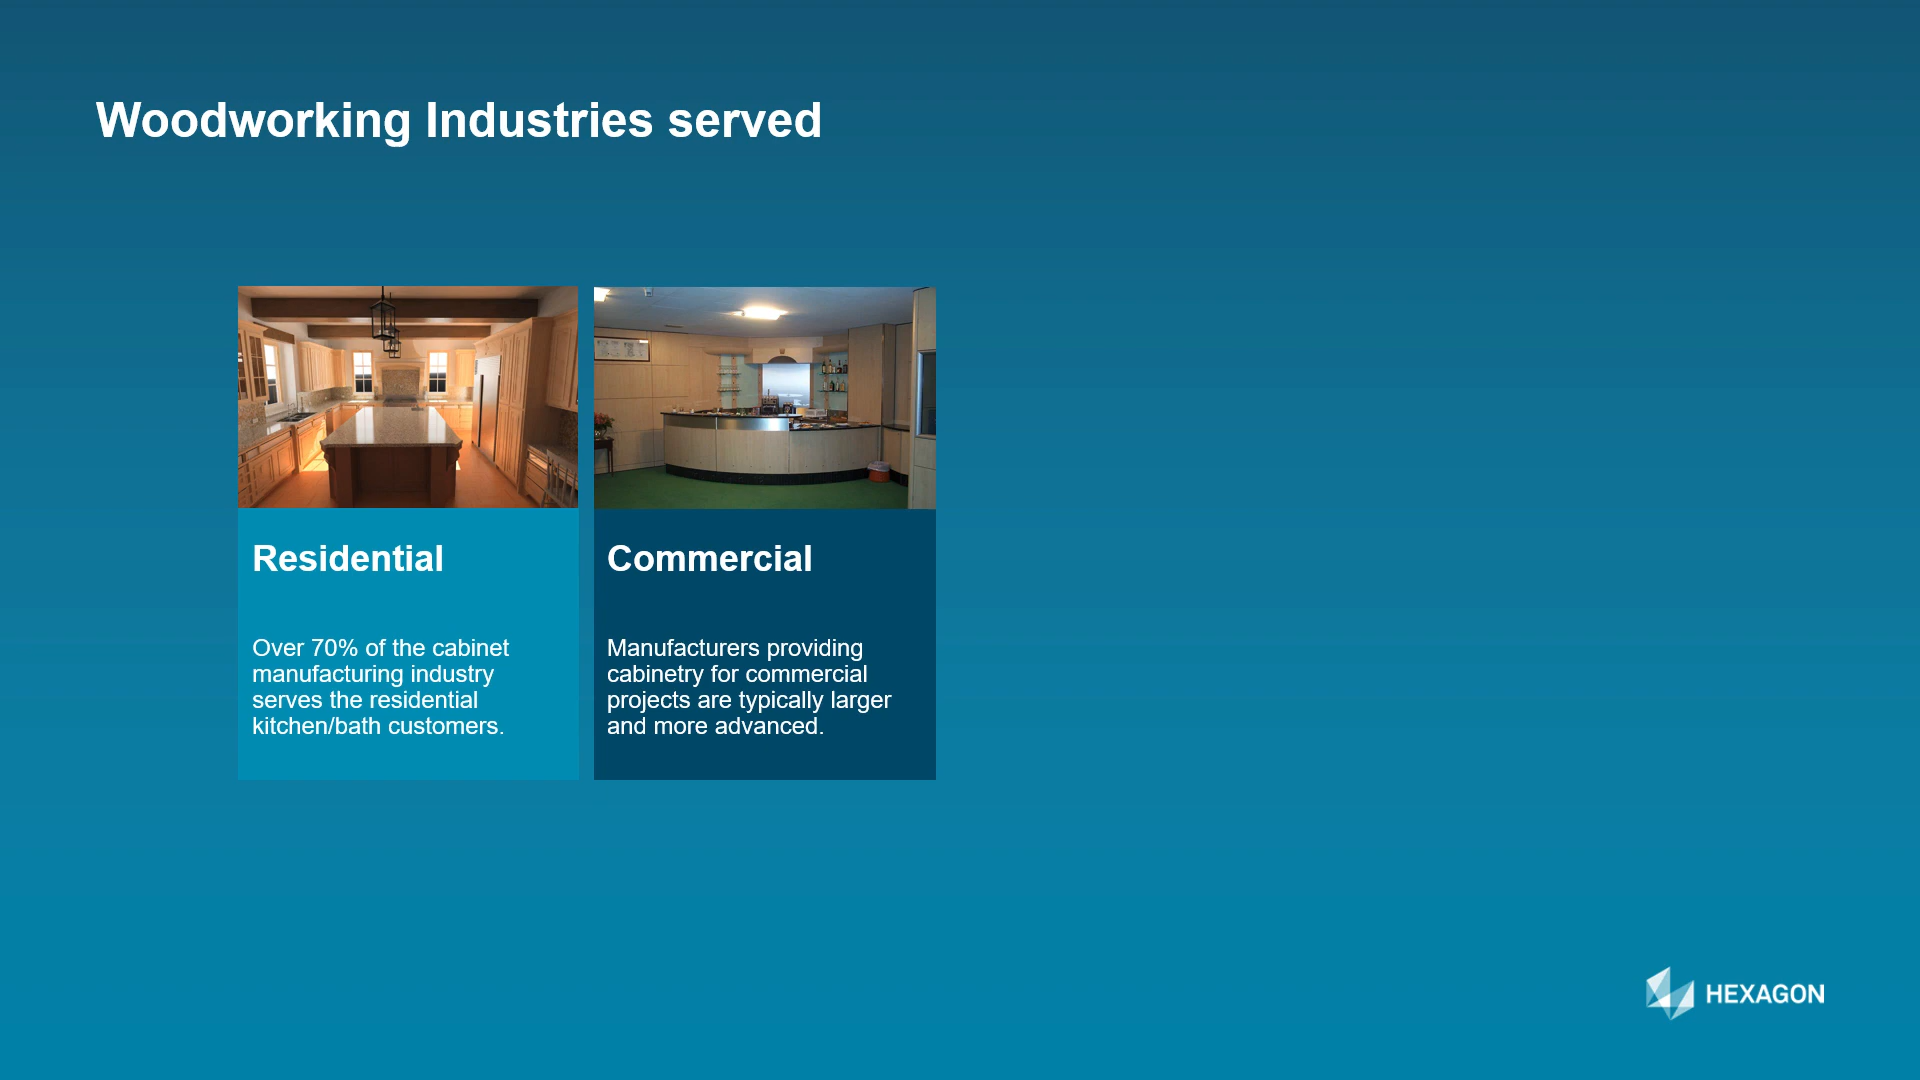 Woodworking Industries served
Residential
Over 70% of the cabinet
manufacturing industry
serves the residential
kitchen/bath customers.
Commercial
Manufacturers providing
cabinetry for commercial
projects are typically larger
and more advanced.
HEXAGON